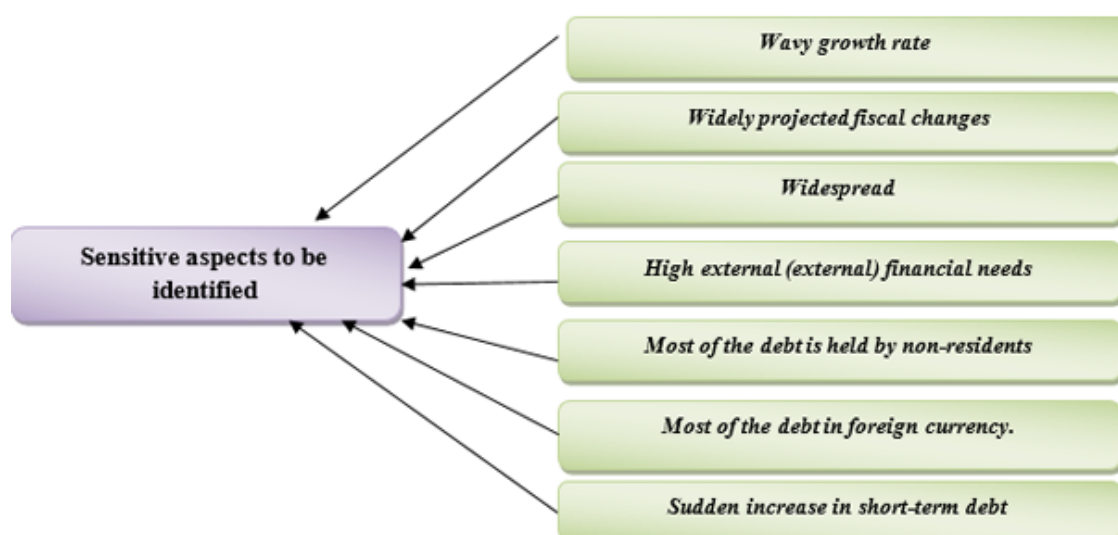 Wavy growth rate
Widely projected fiscal changes
Widespread
Sensitive aspects to be
identified
High external (external) financial needs
Most of the debt is held by non-residents
Most of the debt in foreign currency.
Sudden increase in short-term debt